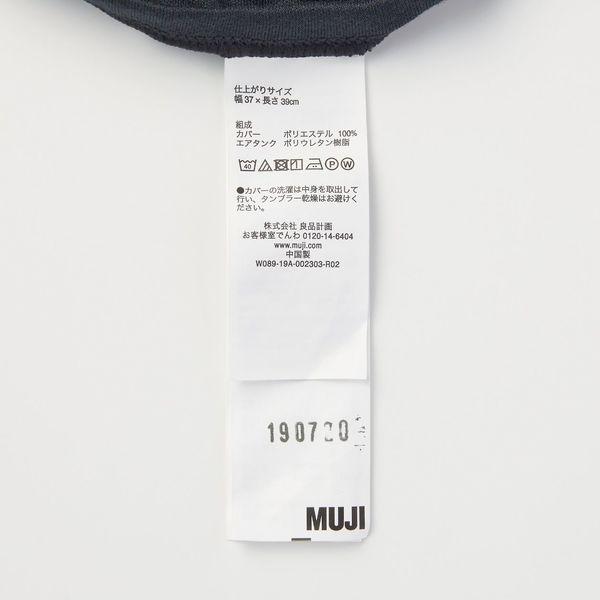 仕上がりサイズ
幅 37 × 長さ 39cm
組成
カバー ポリエステル 100%
エアタンク ポリウレタン樹脂
40 P W
●カバーの洗濯は中身を取出して
行い、タンブラー乾燥はお避けく
ださい。
株式会社 良品計画
お客様室でんわ 0120-14-6404
www.muji.com
中国製
W089-19A-002303-R02
190720
MUJI